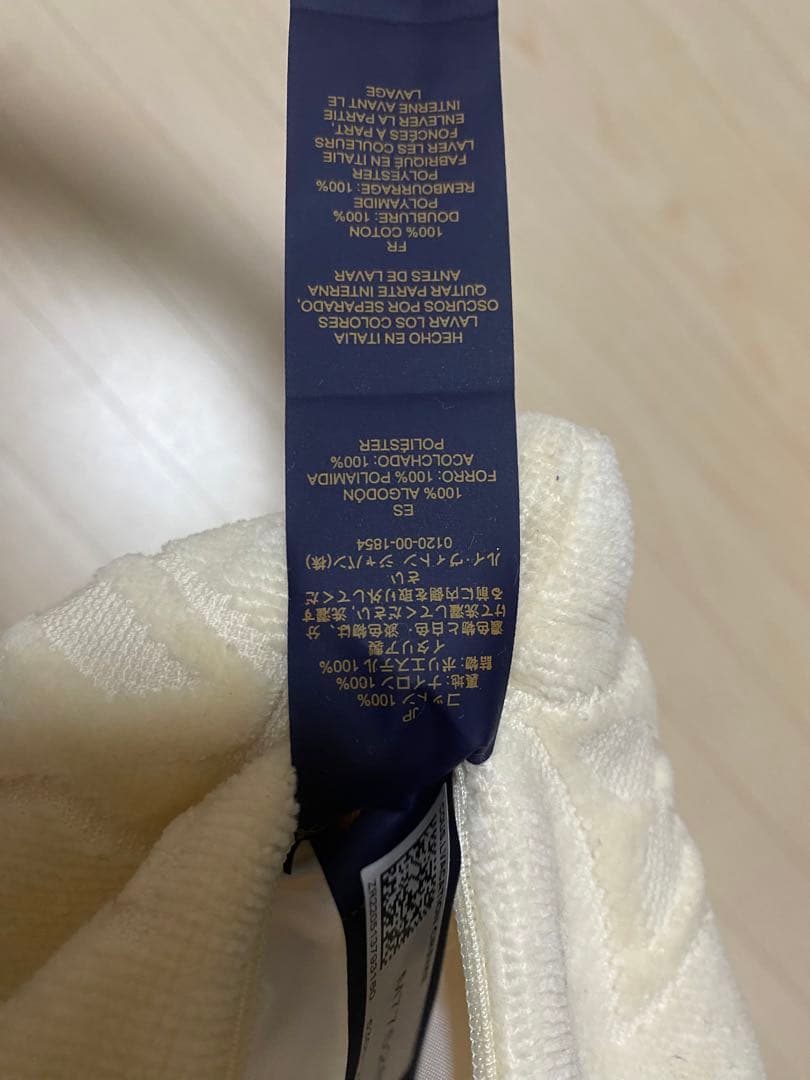 JP
コットン 100%
裏地: ナイロン 100%
詰物: ポリエステル 100%
イタリア製
濃色物と白色・淡色物は、分
けて洗濯してください, 洗濯す
る前に内側を取り外してくだ
さい
ルイ・ヴィトン ジャパン(株)
0120-00-1854
ES
100% ALGODÓN
FORRO: 100% POLIAMIDA
ACOLCHADO: 100%
POLIÉSTER
HECHO EN ITALIA
LAVAR LOS COLORES
OSCUROS POR SEPARADO,
QUITAR PARTE INTERNA
ANTES DE LAVAR
FR
100% COTON
DOUBLURE: 100%
POLYAMIDE
REMBOURRAGE: 100%
POLYESTER
FABRIQUÉ EN ITALIE
LAVER LES COULEURS
FONCÉES À PART,
ENLEVER LA PARTIE
INTERNE AVANT LE
LAVAGE